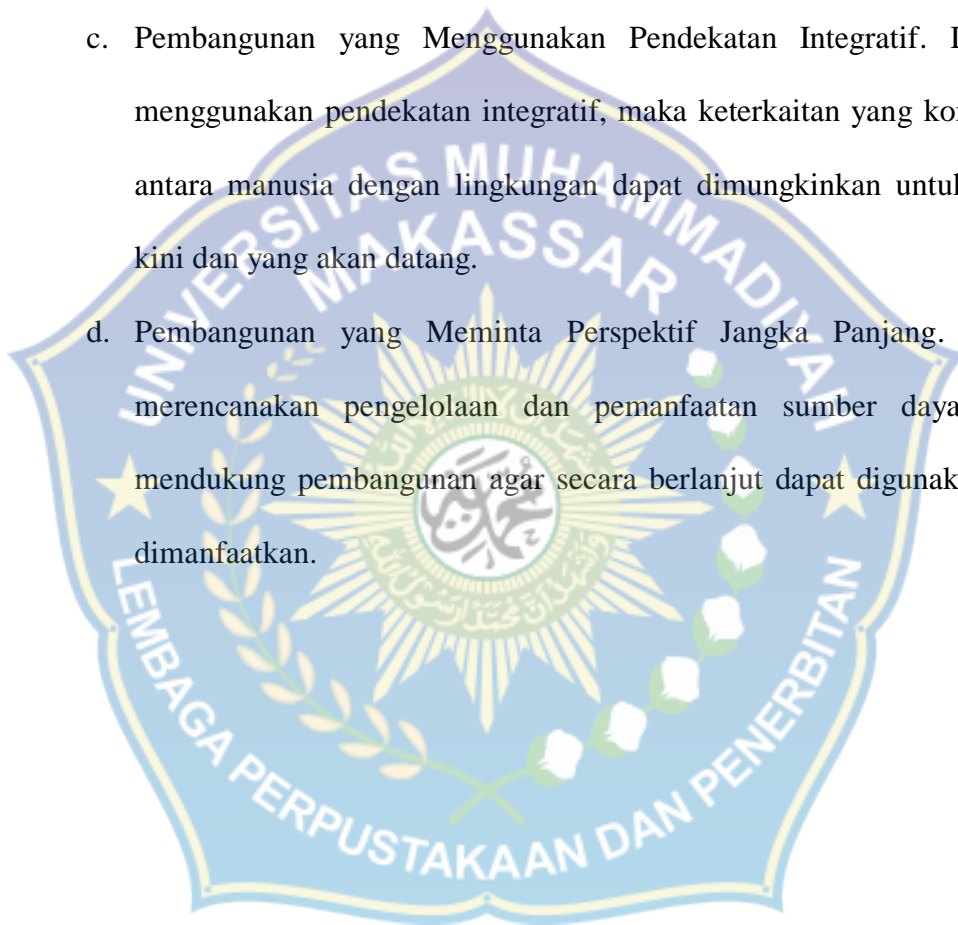 c. Pembangunan yang Menggunakan Pendekatan Integratif.
menggunakan pendekatan integratif, maka keterkaitan yang
antara manusia dengan lingkungan dapat dimungkinkan
kini dan yang akan datang.
d. Pembangunan yang Meminta Perspektif Jangka Panjang.
merencanakan pengelolaan dan pemanfaatan sumber daya
mendukung pembangunan agar secara berlanjut dapat
dimanfaatkan.
UNIVERSITAS MUHAMMADIYAH
MAKASSAR
LEMBAGA PERPUSTAKAAN DAN PENERBITAN